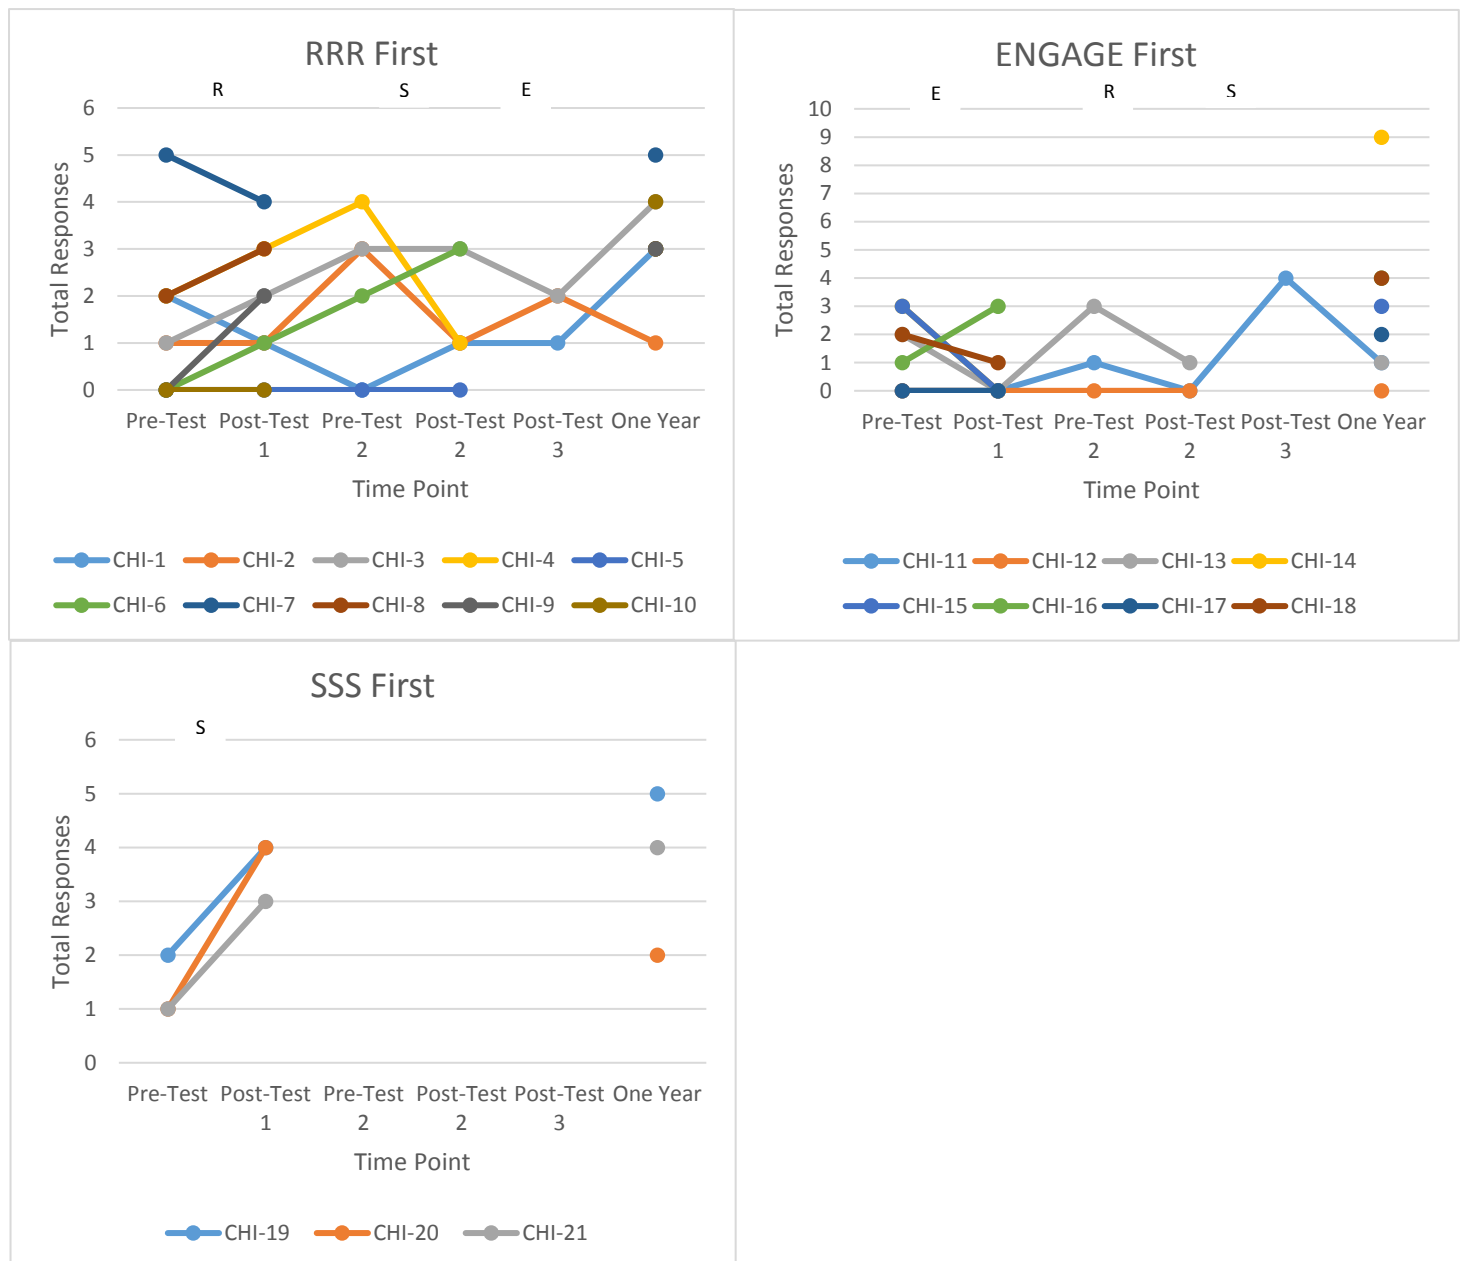 RRR First
R S E
6
5
4
3
2
1
0
Total Responses
Pre-Test Post-Test Pre-Test Post-Test Post-Test One Year
1 2 2 3
Time Point
CHI-1 CHI-2 CHI-3 CHI-4 CHI-5
CHI-6 CHI-7 CHI-8 CHI-9 CHI-10
ENGAGE First
E R S
10
9
8
7
6
5
4
3
2
1
0
Total Responses
Pre-Test Post-Test Pre-Test Post-Test Post-Test One Year
1 2 2 3
Time Point
CHI-11 CHI-12 CHI-13 CHI-14
CHI-15 CHI-16 CHI-17 CHI-18
SSS First
S
6
5
4
3
2
1
0
Total Responses
Pre-Test Post-Test Pre-Test Post-Test Post-Test One Year
1 2 2 3
Time Point
CHI-19 CHI-20 CHI-21